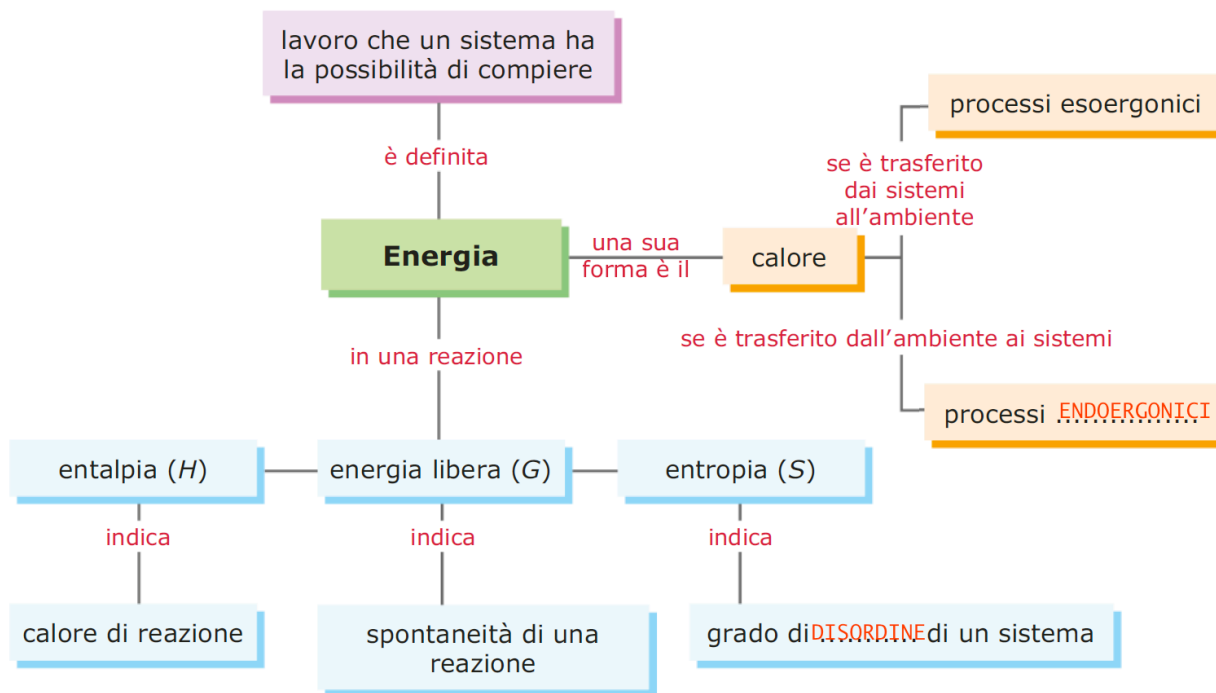 lavoro che un sistema ha
la possibilità di compiere
è definita
Energia
una sua
forma è il
calore
se è trasferito
dai sistemi
all'ambiente
processi esoergonici
se è trasferito dall'ambiente ai sistemi
processi ENDOERGONICI
in una reazione
entalpia (H)
energia libera (G)
entropia (S)
indica
indica
indica
calore di reazione
spontaneità di una
reazione
grado di DISORDINE di un sistema